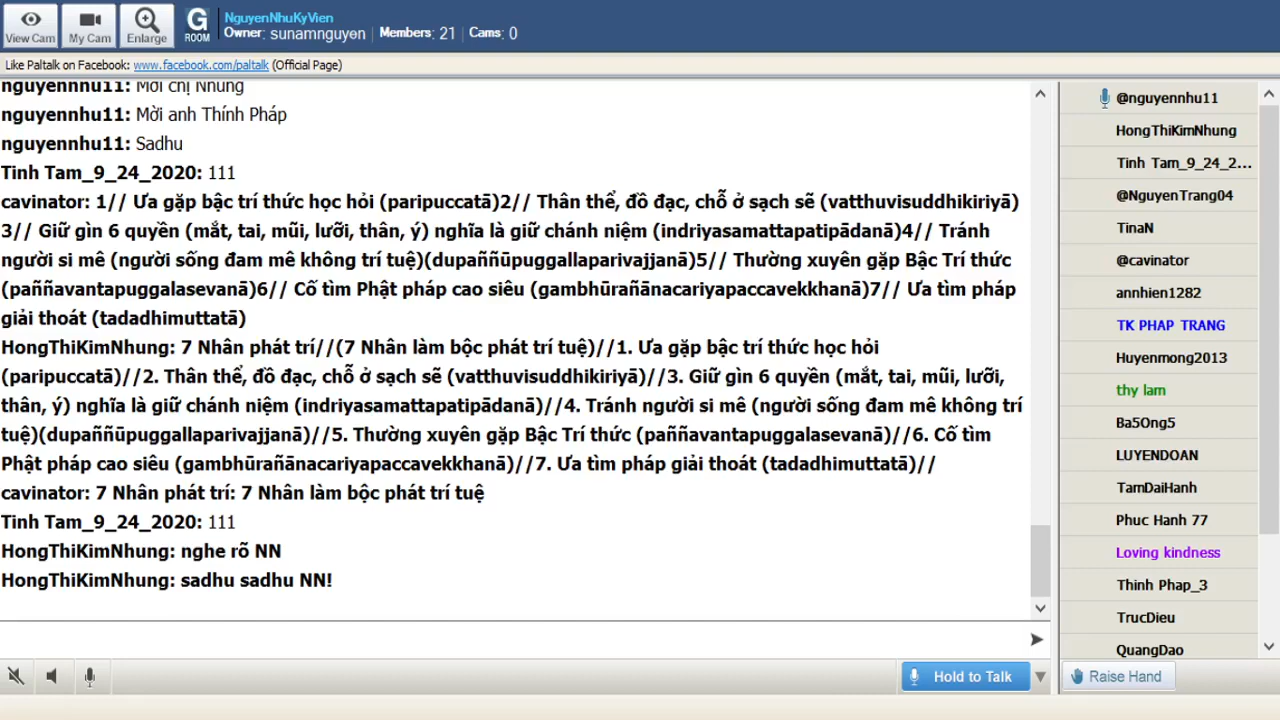 View Cam
My Cam
Enlarge
G
ROOM
NguyenNhuKyVien
Owner: sunamnguyen | Members: 21 | Cams: 0
Like Paltalk on Facebook: www.facebook.com/paltalk (Official Page)
nguyennhu11: Mời chị Nhung
nguyennhu11: Mời anh Thính Pháp
nguyennhu11: Sadhu
Tinh Tam_9_24_2020: 111
cavinator: 1// Ưa gặp bậc trí thức học hỏi (paripuccatā)2// Thân thể, đồ đạc, chỗ ở sạch sẽ (vatthuvisuddhikiriyā)
3// Giữ gìn 6 quyền (mắt, tai, mũi, lưỡi, thân, ý) nghĩa là giữ chánh niệm (indriyasamattapatipādanā)4// Tránh
người si mê (người sống đam mê không trí tuệ)(dupaññūpuggallaparivajjanā)5// Thường xuyên gặp Bậc Trí thức
(paññavantapuggalasevanā)6// Cố tìm Phật pháp cao siêu (gambhūrañānacariyapaccavekkhanā)7// Ưa tìm pháp
giải thoát (tadadhimuttatā)
HongThiKimNhung: 7 Nhân phát trí//(7 Nhân làm bộc phát trí tuệ)//1. Ưa gặp bậc trí thức học hỏi
(paripuccatā)//2. Thân thể, đồ đạc, chỗ ở sạch sẽ (vatthuvisuddhikiriyā)//3. Giữ gìn 6 quyền (mắt, tai, mũi, lưỡi,
thân, ý) nghĩa là giữ chánh niệm (indriyasamattapatipādanā)//4. Tránh người si mê (người sống đam mê không trí
tuệ)(dupaññūpuggallaparivajjanā)//5. Thường xuyên gặp Bậc Trí thức (paññavantapuggalasevanā)//6. Cố tìm
Phật pháp cao siêu (gambhūrañānacariyapaccavekkhanā)//7. Ưa tìm pháp giải thoát (tadadhimuttatā)//
cavinator: 7 Nhân phát trí: 7 Nhân làm bộc phát trí tuệ
Tinh Tam_9_24_2020: 111
HongThiKimNhung: nghe rõ NN
HongThiKimNhung: sadhu sadhu NN!
@nguyennhu11
HongThiKimNhung
Tinh Tam_9_24_2...
@NguyenTrang04
TinaN
@cavinator
annhien1282
TK PHAP TRANG
Huyenmong2013
thy lam
Ba5Ong5
LUYENDOAN
TamDaiHanh
Phuc Hanh 77
Loving kindness
Thinh Phap_3
TrucDieu
QuangDao
Hold to Talk
Raise Hand